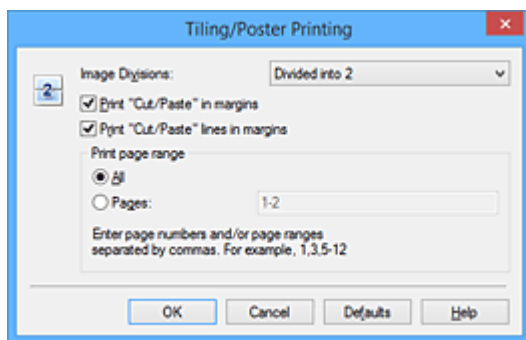 Tiling/Poster Printing
Image Divisions: Divided into 2
2
Print "Cut/Paste" in margins
Print "Cut/Paste" lines in margins
Print page range
All
Pages: 1-2
Enter page numbers and/or page ranges
separated by commas. For example, 1,3,5-12
OK Cancel Defaults Help